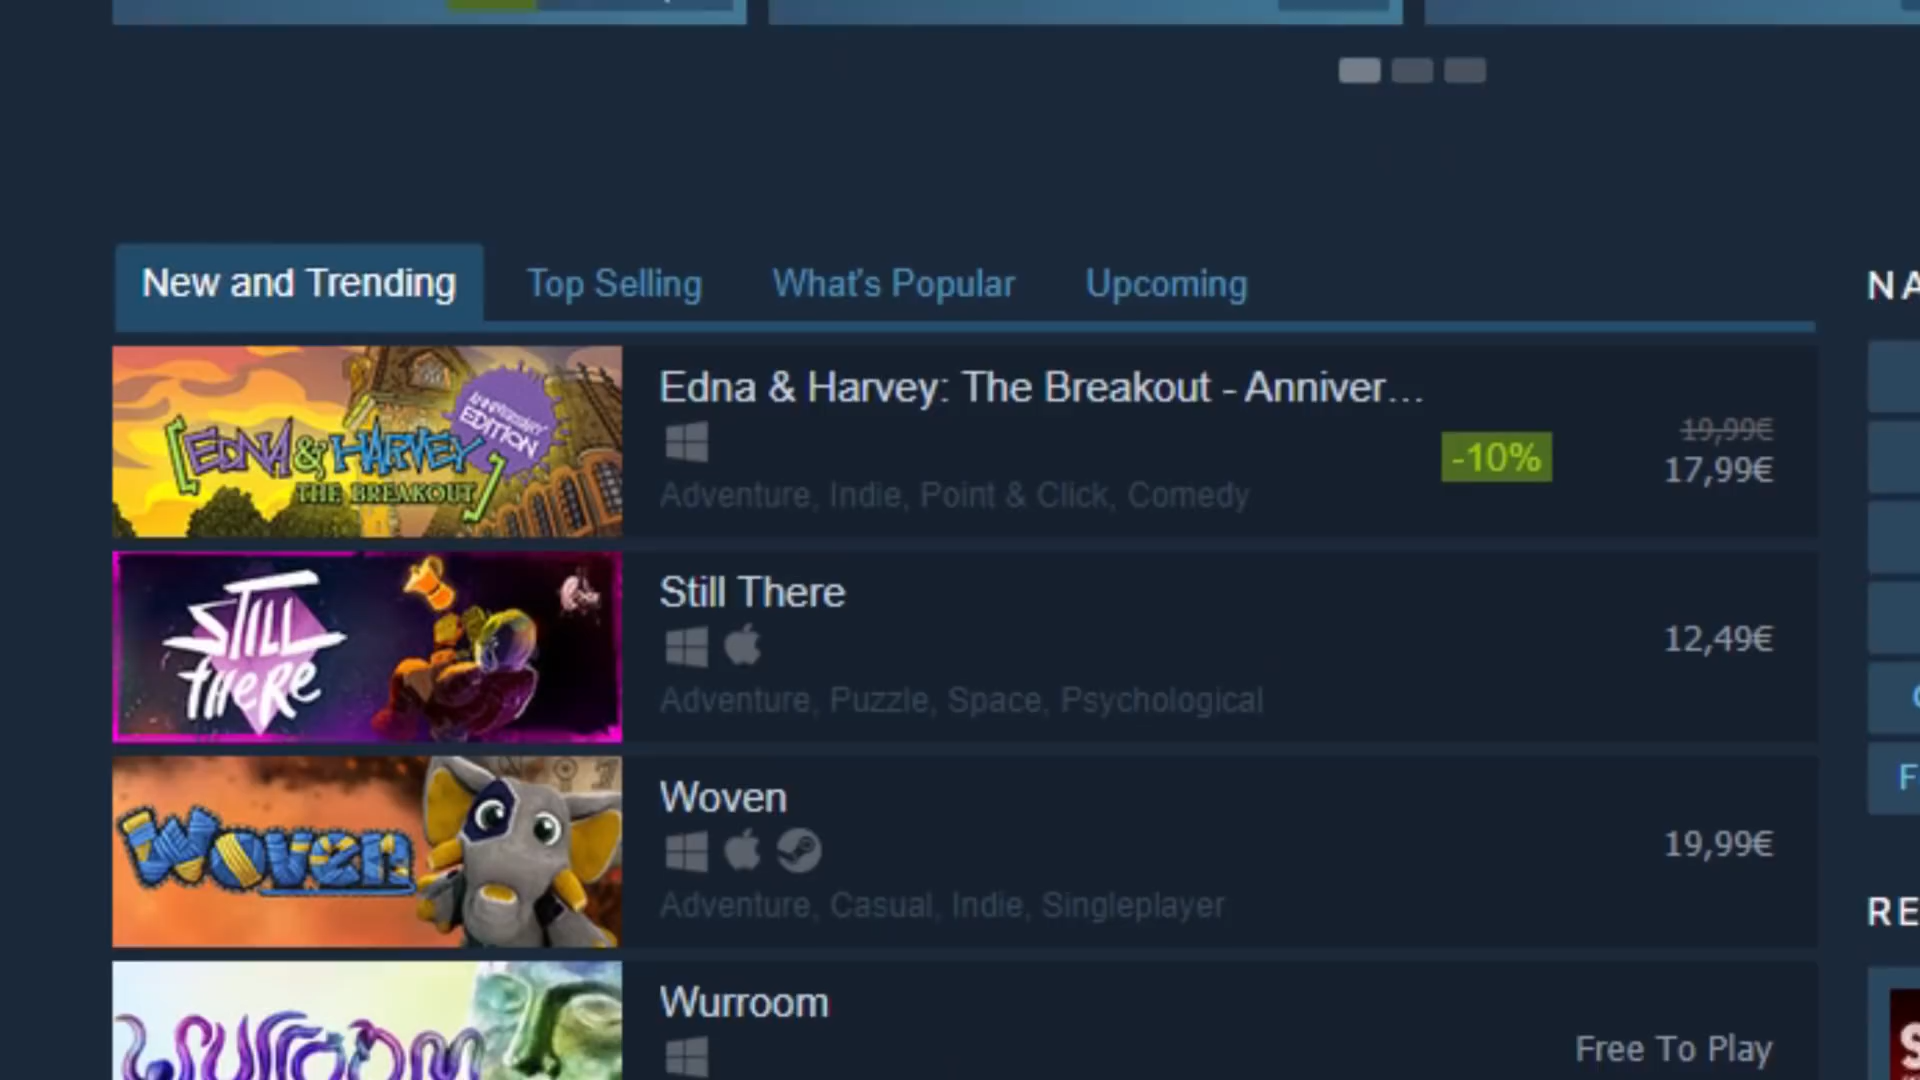 NA
New and Trending
Top Selling
What's Popular
Upcoming
ANNIVERSARY
EDITION
EDNA & HARVEY
THE BREAKOUT
Edna & Harvey: The Breakout - Anniver...
Adventure, Indie, Point & Click, Comedy
-10%
19,99€
17,99€
STILL
THERE
Still There
Adventure, Puzzle, Space, Psychological
12,49€
Woven
Woven
Adventure, Casual, Indie, Singleplayer
19,99€
F
RE
Wurroom
Wurroom
Free To Play
S